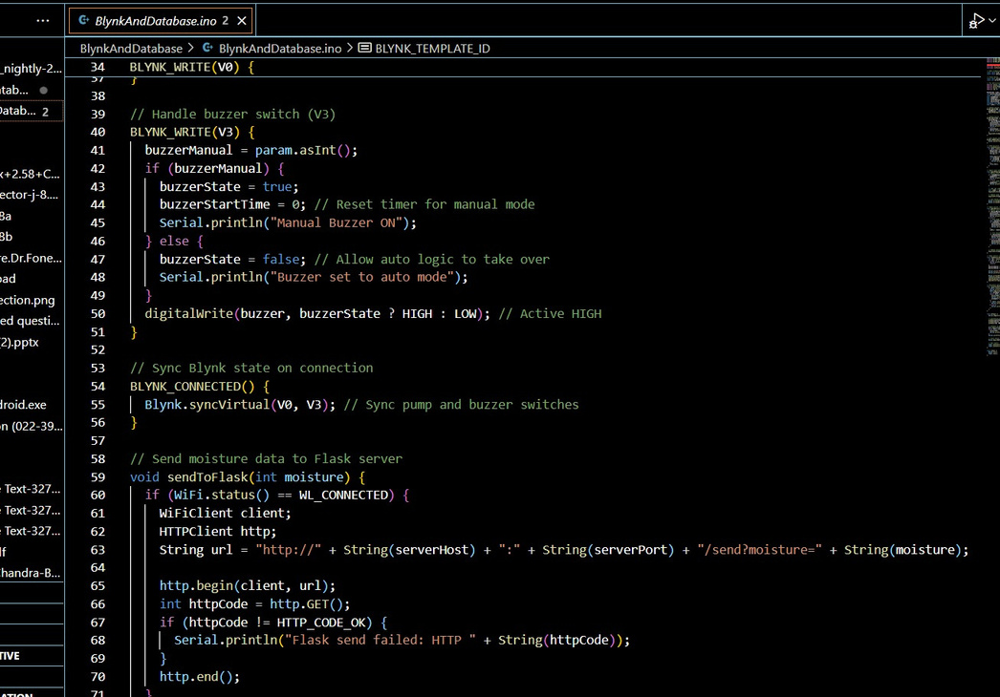 ...
BlynkAndDatabase.ino 2 ×
BlynkAndDatabase > BlynkAndDatabase.ino > BLYNK_TEMPLATE_ID
_nightly-2...
tab...
Datab... 2
x+2.58+C...
ector-j-8....
8a
8b
re.Dr.Fone...
oad
ection.png
ed questi...
(2).pptx
droid.exe
on (022-39...
e Text-327...
e Text-327...
e Text-327...
lf
Chandra-B...
TIVE
ATION
34 BLYNK_WRITE(V0) {
37 }
38
39 // Handle buzzer switch (V3)
40 BLYNK_WRITE(V3) {
41 buzzerManual = param.asInt();
42 if (buzzerManual) {
43 buzzerState = true;
44 buzzerStartTime = 0; // Reset timer for manual mode
45 Serial.println("Manual Buzzer ON");
46 } else {
47 buzzerState = false; // Allow auto logic to take over
48 Serial.println("Buzzer set to auto mode");
49 }
50 digitalWrite(buzzer, buzzerState ? HIGH : LOW); // Active HIGH
51 }
52
53 // Sync Blynk state on connection
54 BLYNK_CONNECTED() {
55 Blynk.syncVirtual(V0, V3); // Sync pump and buzzer switches
56 }
57
58 // Send moisture data to Flask server
59 void sendToFlask(int moisture) {
60 if (WiFi.status() == WL_CONNECTED) {
61 WiFiClient client;
62 HTTPClient http;
63 String url = "http://" + String(serverHost) + ":" + String(serverPort) + "/send?moisture=" + String(moisture);
64
65 http.begin(client, url);
66 int httpCode = http.GET();
67 if (httpCode != HTTP_CODE_OK) {
68 Serial.println("Flask send failed: HTTP " + String(httpCode));
69 }
70 http.end();
71 }